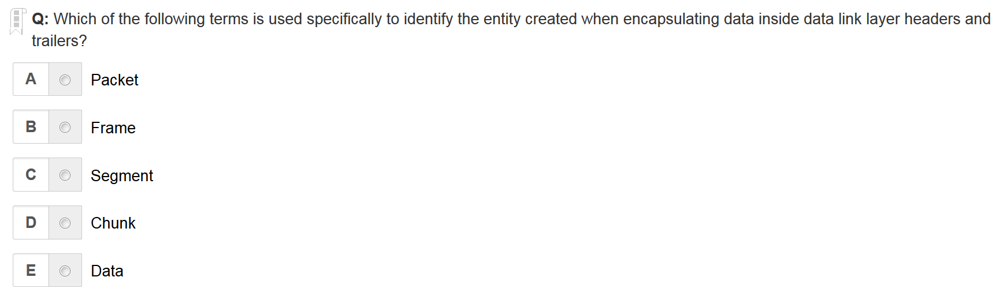 Q: Which of the following terms is used specifically to identify the entity created when encapsulating data inside data link layer headers and
trailers?
A Packet
B Frame
C Segment
D Chunk
E Data